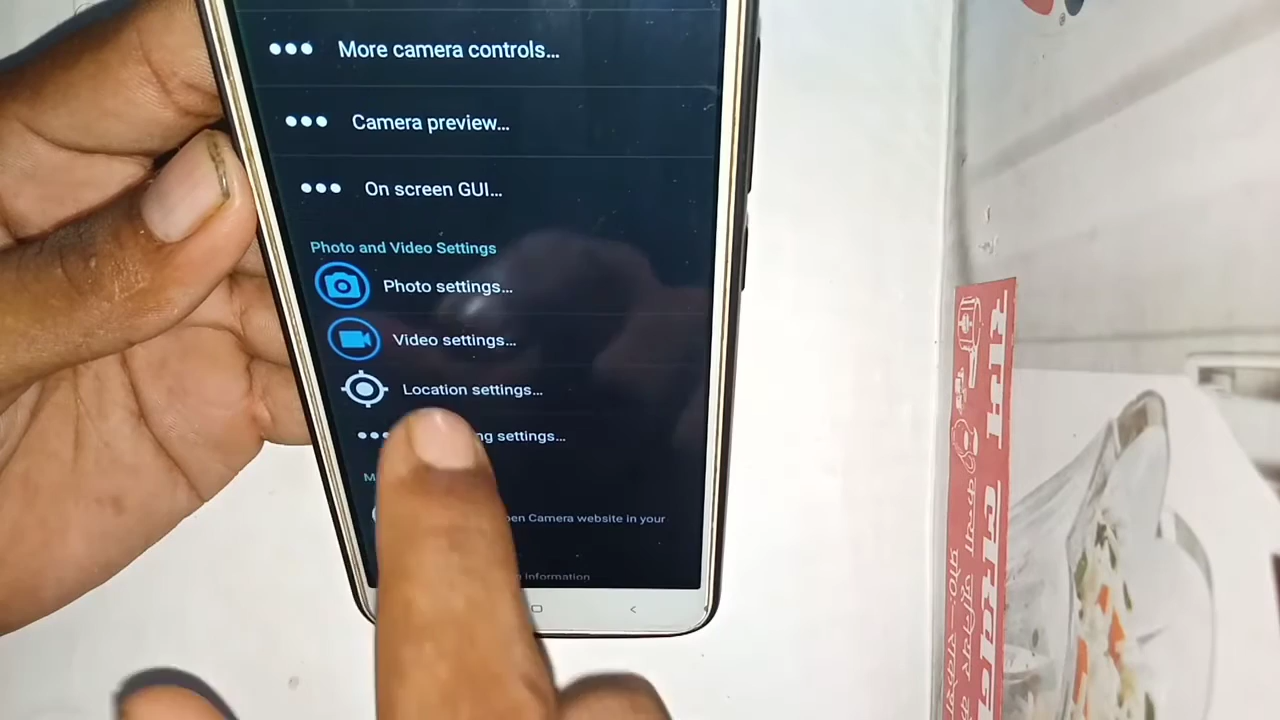 More camera controls...
Camera preview...
On screen GUI...
Photo and Video Settings
Photo settings...
Video settings...
Location settings...
settings...
Camera website in your
information